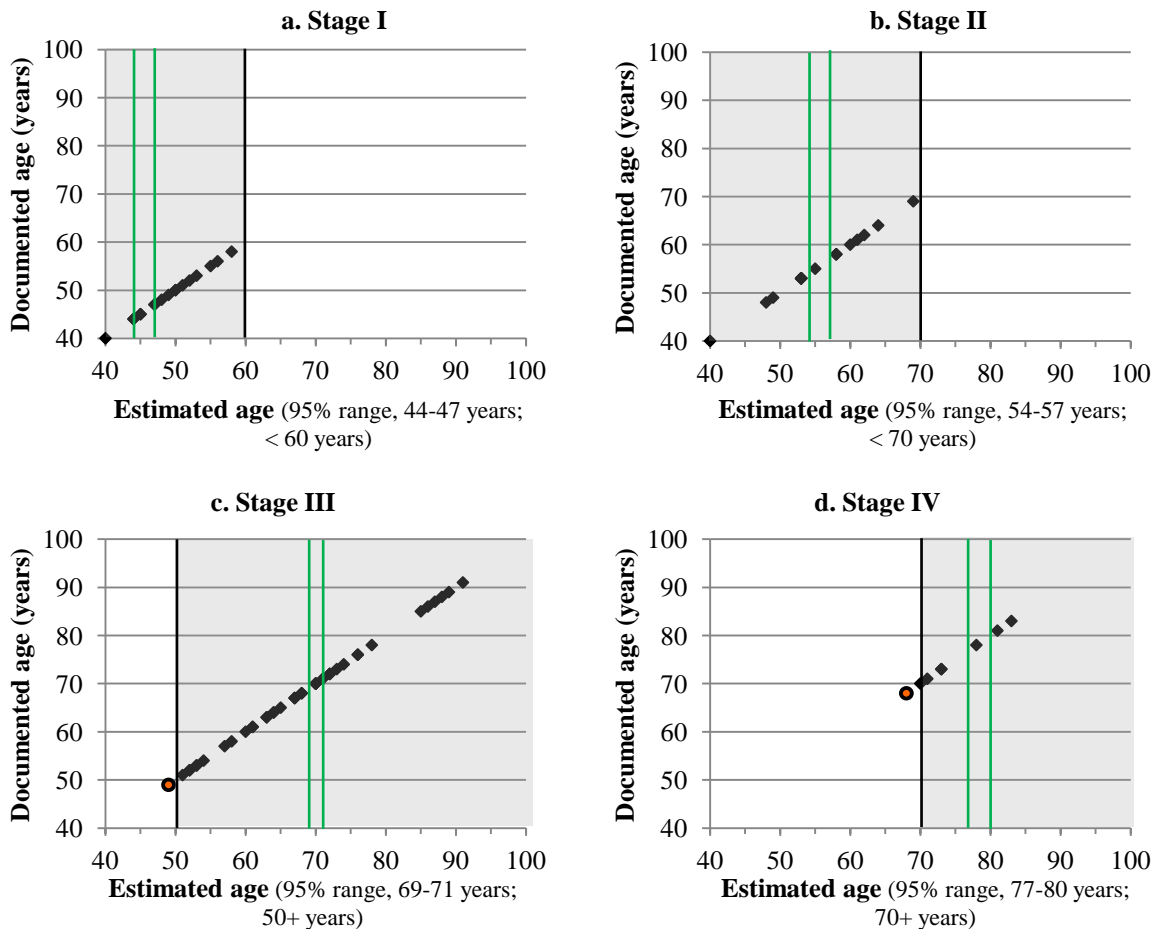 a. Stage I
Documented age (years)
100
90
80
70
60
50
40
40 50 60 70 80 90 100
Estimated age (95% range, 44-47 years;
< 60 years)
b. Stage II
Documented age (years)
100
90
80
70
60
50
40
40 50 60 70 80 90 100
Estimated age (95% range, 54-57 years;
< 70 years)
c. Stage III
Documented age (years)
100
90
80
70
60
50
40
40 50 60 70 80 90 100
Estimated age (95% range, 69-71 years;
50+ years)
d. Stage IV
Documented age (years)
100
90
80
70
60
50
40
40 50 60 70 80 90 100
Estimated age (95% range, 77-80 years;
70+ years)